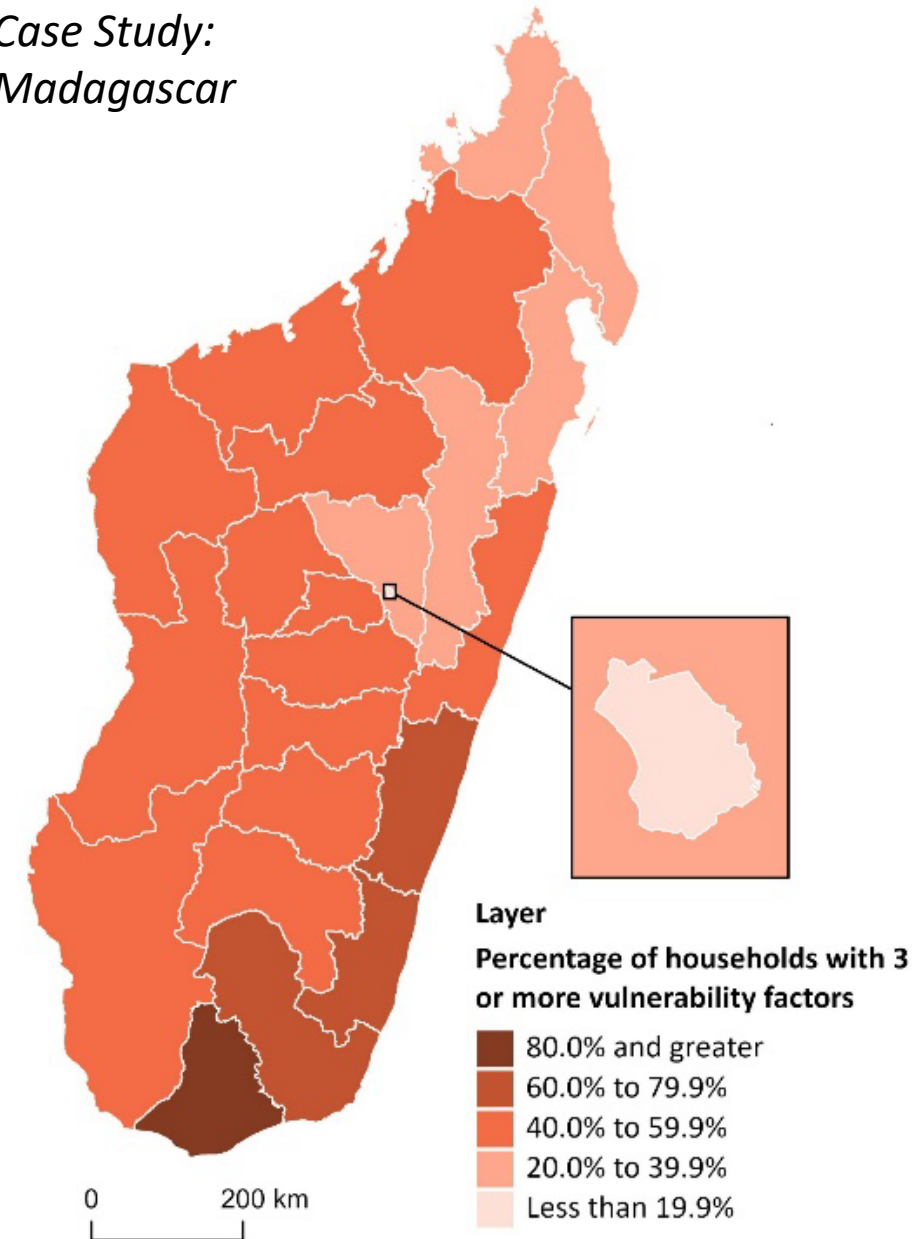 Case Study:
Madagascar
Layer
Percentage of households with 3
or more vulnerability factors
80.0% and greater
60.0% to 79.9%
40.0% to 59.9%
20.0% to 39.9%
Less than 19.9%
0 200 km